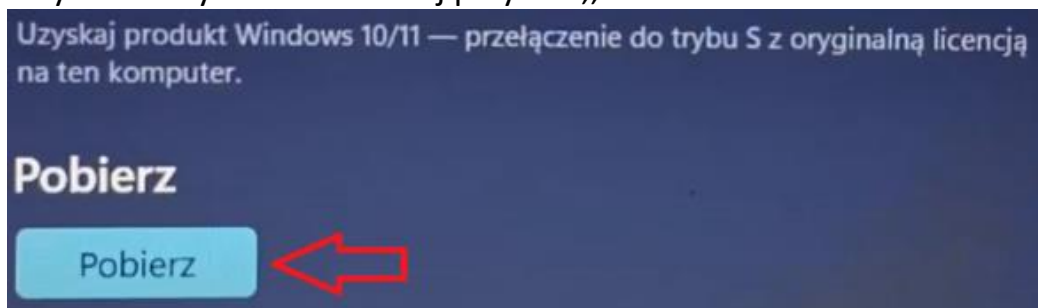 Uzyskaj produkt Windows 10/11 — przełączenie do trybu S z oryginalną licencją
na ten komputer.
Pobierz
Pobierz